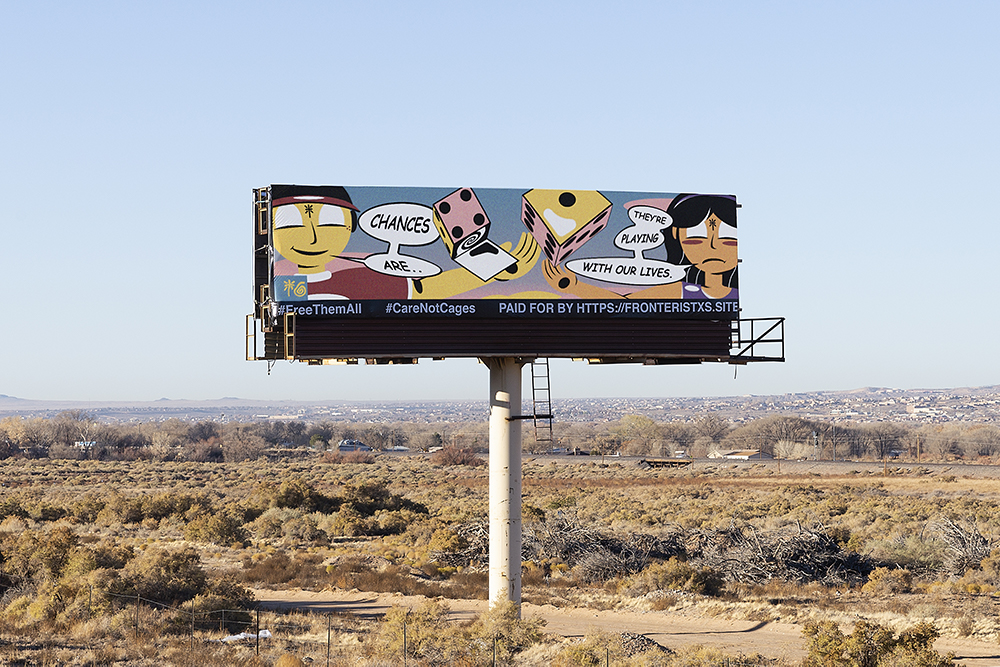 CHANCES
ARE..
THEY'RE
PLAYING
WITH OUR LIVES.
#FreeThemAll #CareNotCages PAID FOR BY HTTPS://FRONTERISTXS.SITE